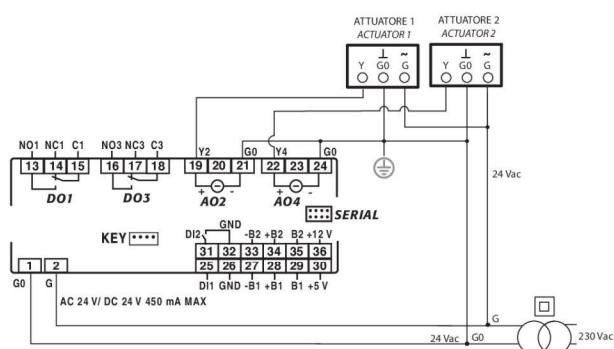 ATTUATORE 1 ATTUATORE 2
ACTUATOR 1 ACTUATOR 2
⊥ ~ ⊥ ~
Y G0 G Y G0 G
NO1 NC1 C1 NO3 NC3 C3 Y2 G0 Y4 G0
13 14 15 16 17 18 19 20 21 22 23 24
24 Vac
+ - + -
DO1 DO3 AO2 AO4
SERIAL
GND
KEY DI2 -B2 +B2 B2 +12 V
31 32 33 34 35 36
1 2 25 26 27 28 29 30
G0 G DI1 GND -B1 +B1 B1 +5 V
AC 24 V/ DC 24 V 450 mA MAX
G
24 Vac G0 230 Vac